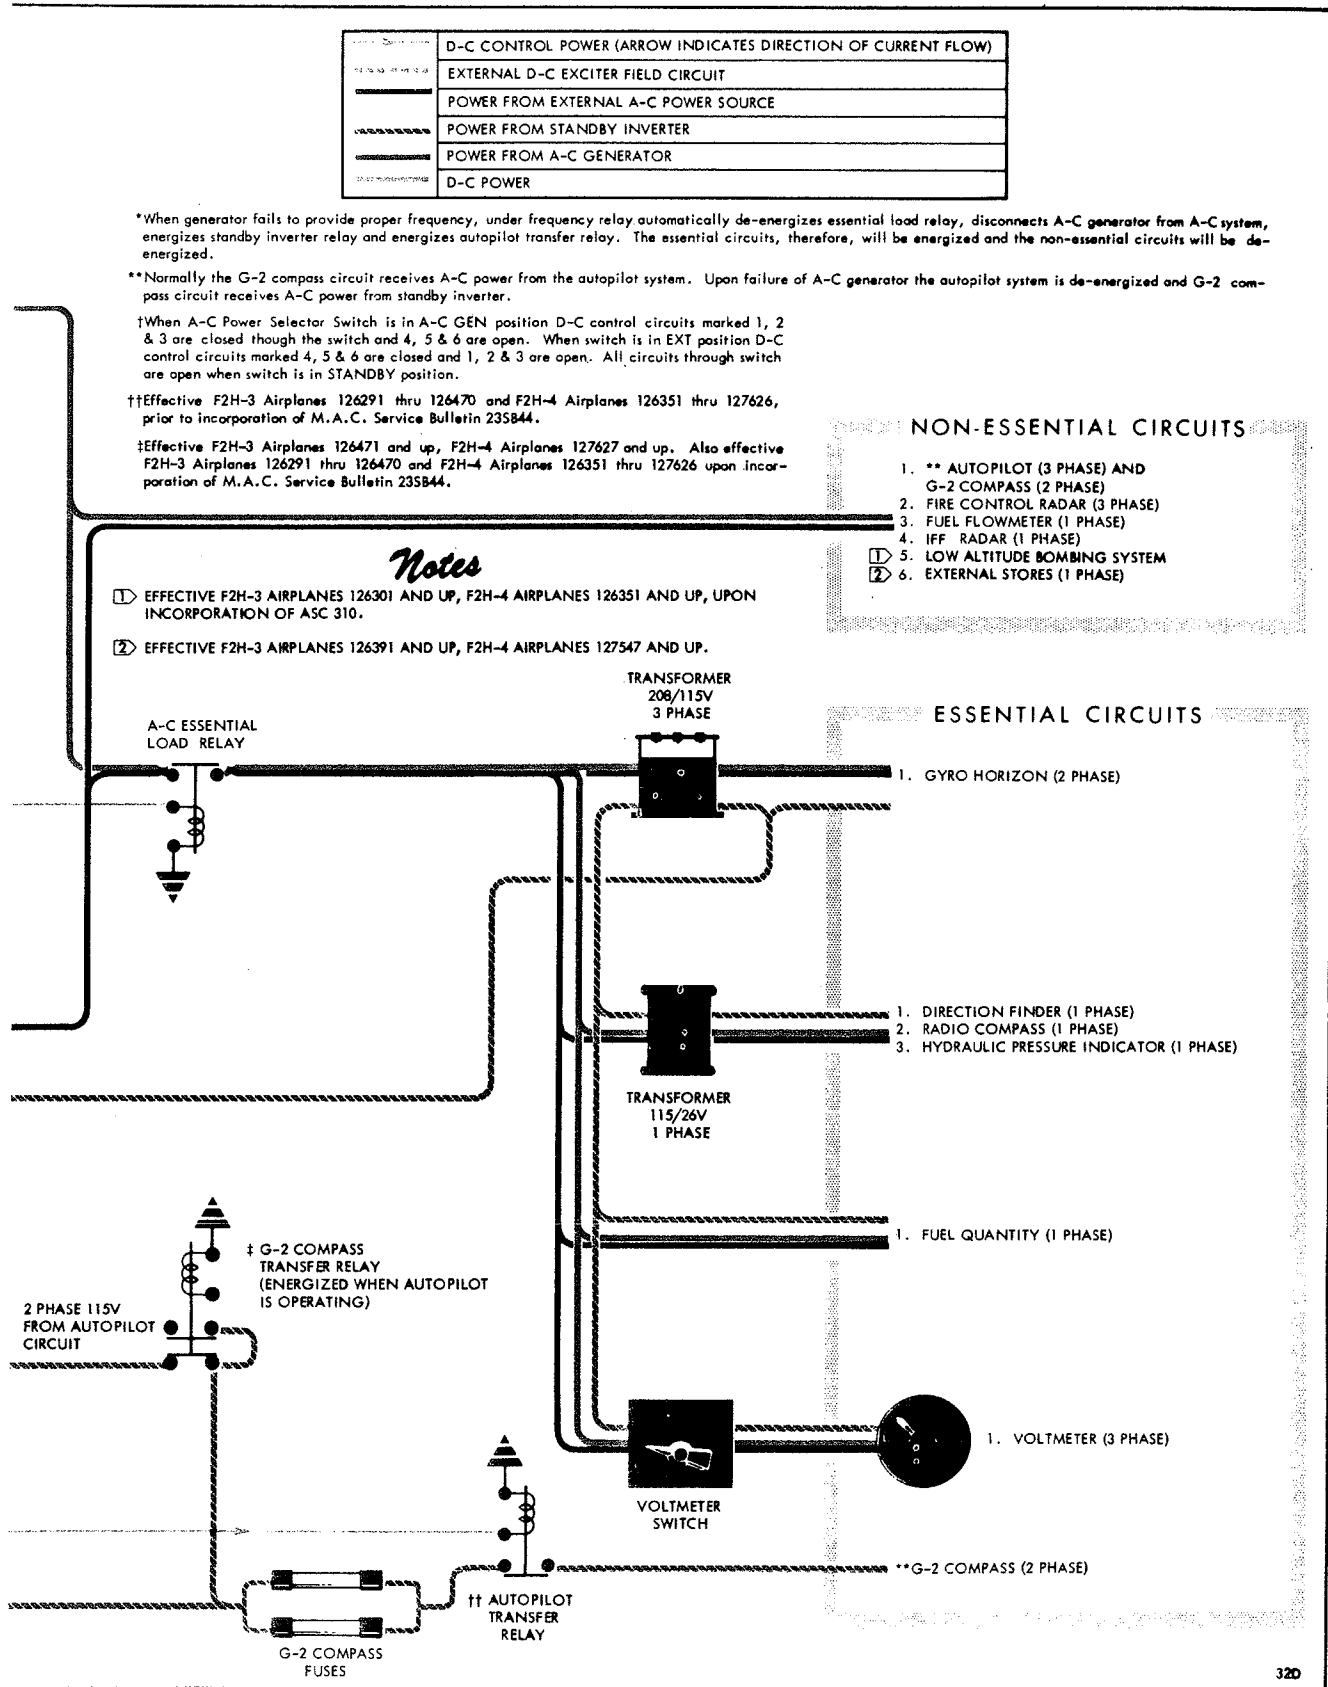 D-C CONTROL POWER (ARROW INDICATES DIRECTION OF CURRENT FLOW)
EXTERNAL D-C EXCITER FIELD CIRCUIT
POWER FROM EXTERNAL A-C POWER SOURCE
POWER FROM STANDBY INVERTER
POWER FROM A-C GENERATOR
D-C POWER
*When generator fails to provide proper frequency, under frequency relay automatically de-energizes essential load relay, disconnects A-C generator from A-C system,
energizes standby inverter relay and energizes autopilot transfer relay. The essential circuits, therefore, will be energized and the non-essential circuits will be de-
energized.
**Normally the G-2 compass circuit receives A-C power from the autopilot system. Upon failure of A-C generator the autopilot system is de-energized and G-2 com-
pass circuit receives A-C power from standby inverter.
†When A-C Power Selector Switch is in A-C GEN position D-C control circuits marked 1, 2
& 3 are closed though the switch and 4, 5 & 6 are open. When switch is in EXT position D-C
control circuits marked 4, 5 & 6 are closed and 1, 2 & 3 are open. All circuits through switch
are open when switch is in STANDBY position.
††Effective F2H-3 Airplanes 126291 thru 126470 and F2H-4 Airplanes 126351 thru 127626,
prior to incorporation of M.A.C. Service Bulletin 23SB44.
‡Effective F2H-3 Airplanes 126471 and up, F2H-4 Airplanes 127627 and up. Also effective
F2H-3 Airplanes 126291 thru 126470 and F2H-4 Airplanes 126351 thru 127626 upon incor-
poration of M.A.C. Service Bulletin 23SB44.
NON-ESSENTIAL CIRCUITS
1. ** AUTOPILOT (3 PHASE) AND
G-2 COMPASS (2 PHASE)
2. FIRE CONTROL RADAR (3 PHASE)
3. FUEL FLOWMETER (1 PHASE)
4. IFF RADAR (1 PHASE)
1 5. LOW ALTITUDE BOMBING SYSTEM
2 6. EXTERNAL STORES (1 PHASE)
Notes
1 EFFECTIVE F2H-3 AIRPLANES 126301 AND UP, F2H-4 AIRPLANES 126351 AND UP, UPON
INCORPORATION OF ASC 310.
2 EFFECTIVE F2H-3 AIRPLANES 126391 AND UP, F2H-4 AIRPLANES 127547 AND UP.
TRANSFORMER
208/115V
3 PHASE
A-C ESSENTIAL
LOAD RELAY
ESSENTIAL CIRCUITS
1. GYRO HORIZON (2 PHASE)
1. DIRECTION FINDER (1 PHASE)
2. RADIO COMPASS (1 PHASE)
3. HYDRAULIC PRESSURE INDICATOR (1 PHASE)
TRANSFORMER
115/26V
1 PHASE
1. FUEL QUANTITY (1 PHASE)
‡ G-2 COMPASS
TRANSFER RELAY
(ENERGIZED WHEN AUTOPILOT
IS OPERATING)
2 PHASE 115V
FROM AUTOPILOT
CIRCUIT
1. VOLTMETER (3 PHASE)
VOLTMETER
SWITCH
**G-2 COMPASS (2 PHASE)
†† AUTOPILOT
TRANSFER
RELAY
G-2 COMPASS
FUSES
32D